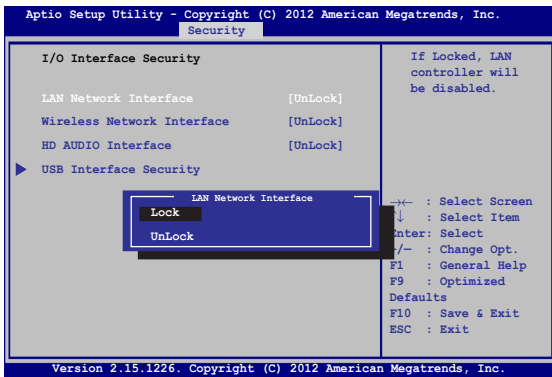 Aptio Setup Utility - Copyright (C) 2012 American Megatrends, Inc.
Security
I/O Interface Security
LAN Network Interface [UnLock]
Wireless Network Interface [UnLock]
HD AUDIO Interface [UnLock]
USB Interface Security
If Locked, LAN
controller will
be disabled.
LAN Network Interface
Lock
UnLock
→← : Select Screen
↓ : Select Item
nter: Select
/— : Change Opt.
F1 : General Help
F9 : Optimized
Defaults
F10 : Save & Exit
ESC : Exit
Version 2.15.1226. Copyright (C) 2012 American Megatrends, Inc.